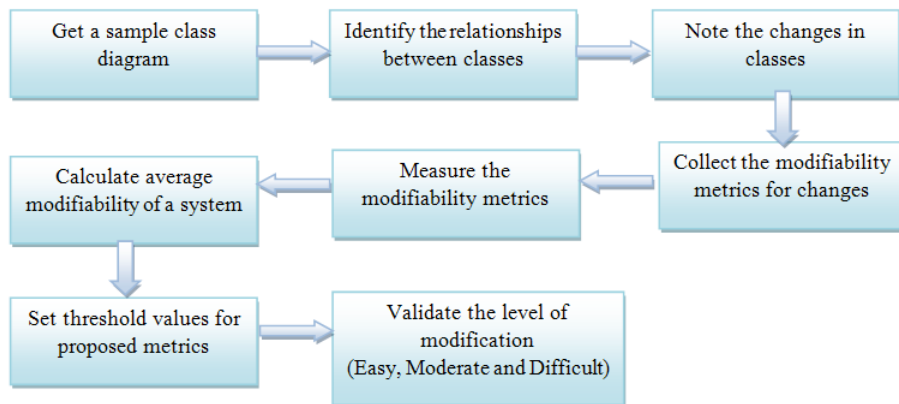 Get a sample class
diagram
Identify the relationships
between classes
Note the changes in
classes
Collect the modifiability
metrics for changes
Measure the
modifiability metrics
Calculate average
modifiability of a system
Set threshold values for
proposed metrics
Validate the level of
modification
(Easy, Moderate and Difficult)